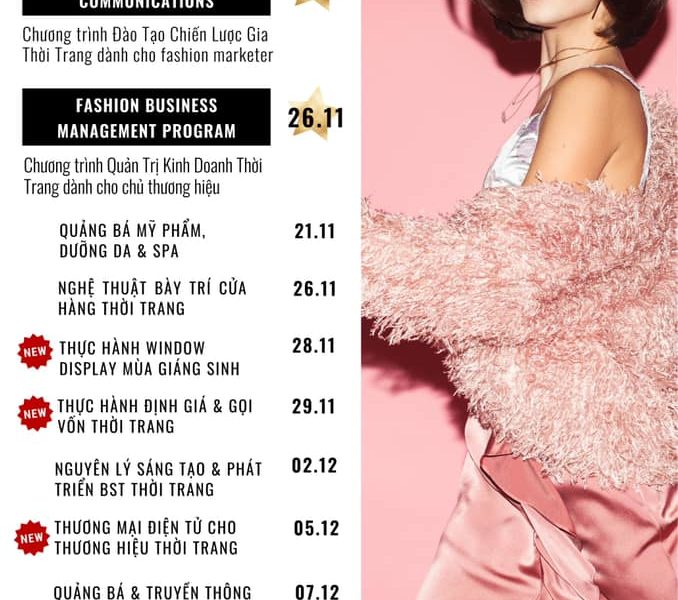 COMMUNICATIONS
Chương trình Đào Tạo Chiến Lược Gia
Thời Trang dành cho fashion marketer
FASHION BUSINESS
MANAGEMENT PROGRAM
26.11
Chương trình Quản Trị Kinh Doanh Thời
Trang dành cho chủ thương hiệu
QUẢNG BÁ MỸ PHẨM,
DƯỠNG DA & SPA
21.11
NGHỆ THUẬT BÀY TRÍ CỬA
HÀNG THỜI TRANG
26.11
NEW
THỰC HÀNH WINDOW
DISPLAY MÙA GIÁNG SINH
28.11
NEW
THỰC HÀNH ĐỊNH GIÁ & GỌI
VỐN THỜI TRANG
29.11
NGUYÊN LÝ SÁNG TẠO & PHÁT
TRIỂN BST THỜI TRANG
02.12
NEW
THƯƠNG MẠI ĐIỆN TỬ CHO
THƯƠNG HIỆU THỜI TRANG
05.12
QUẢNG BÁ & TRUYỀN THÔNG
07.12